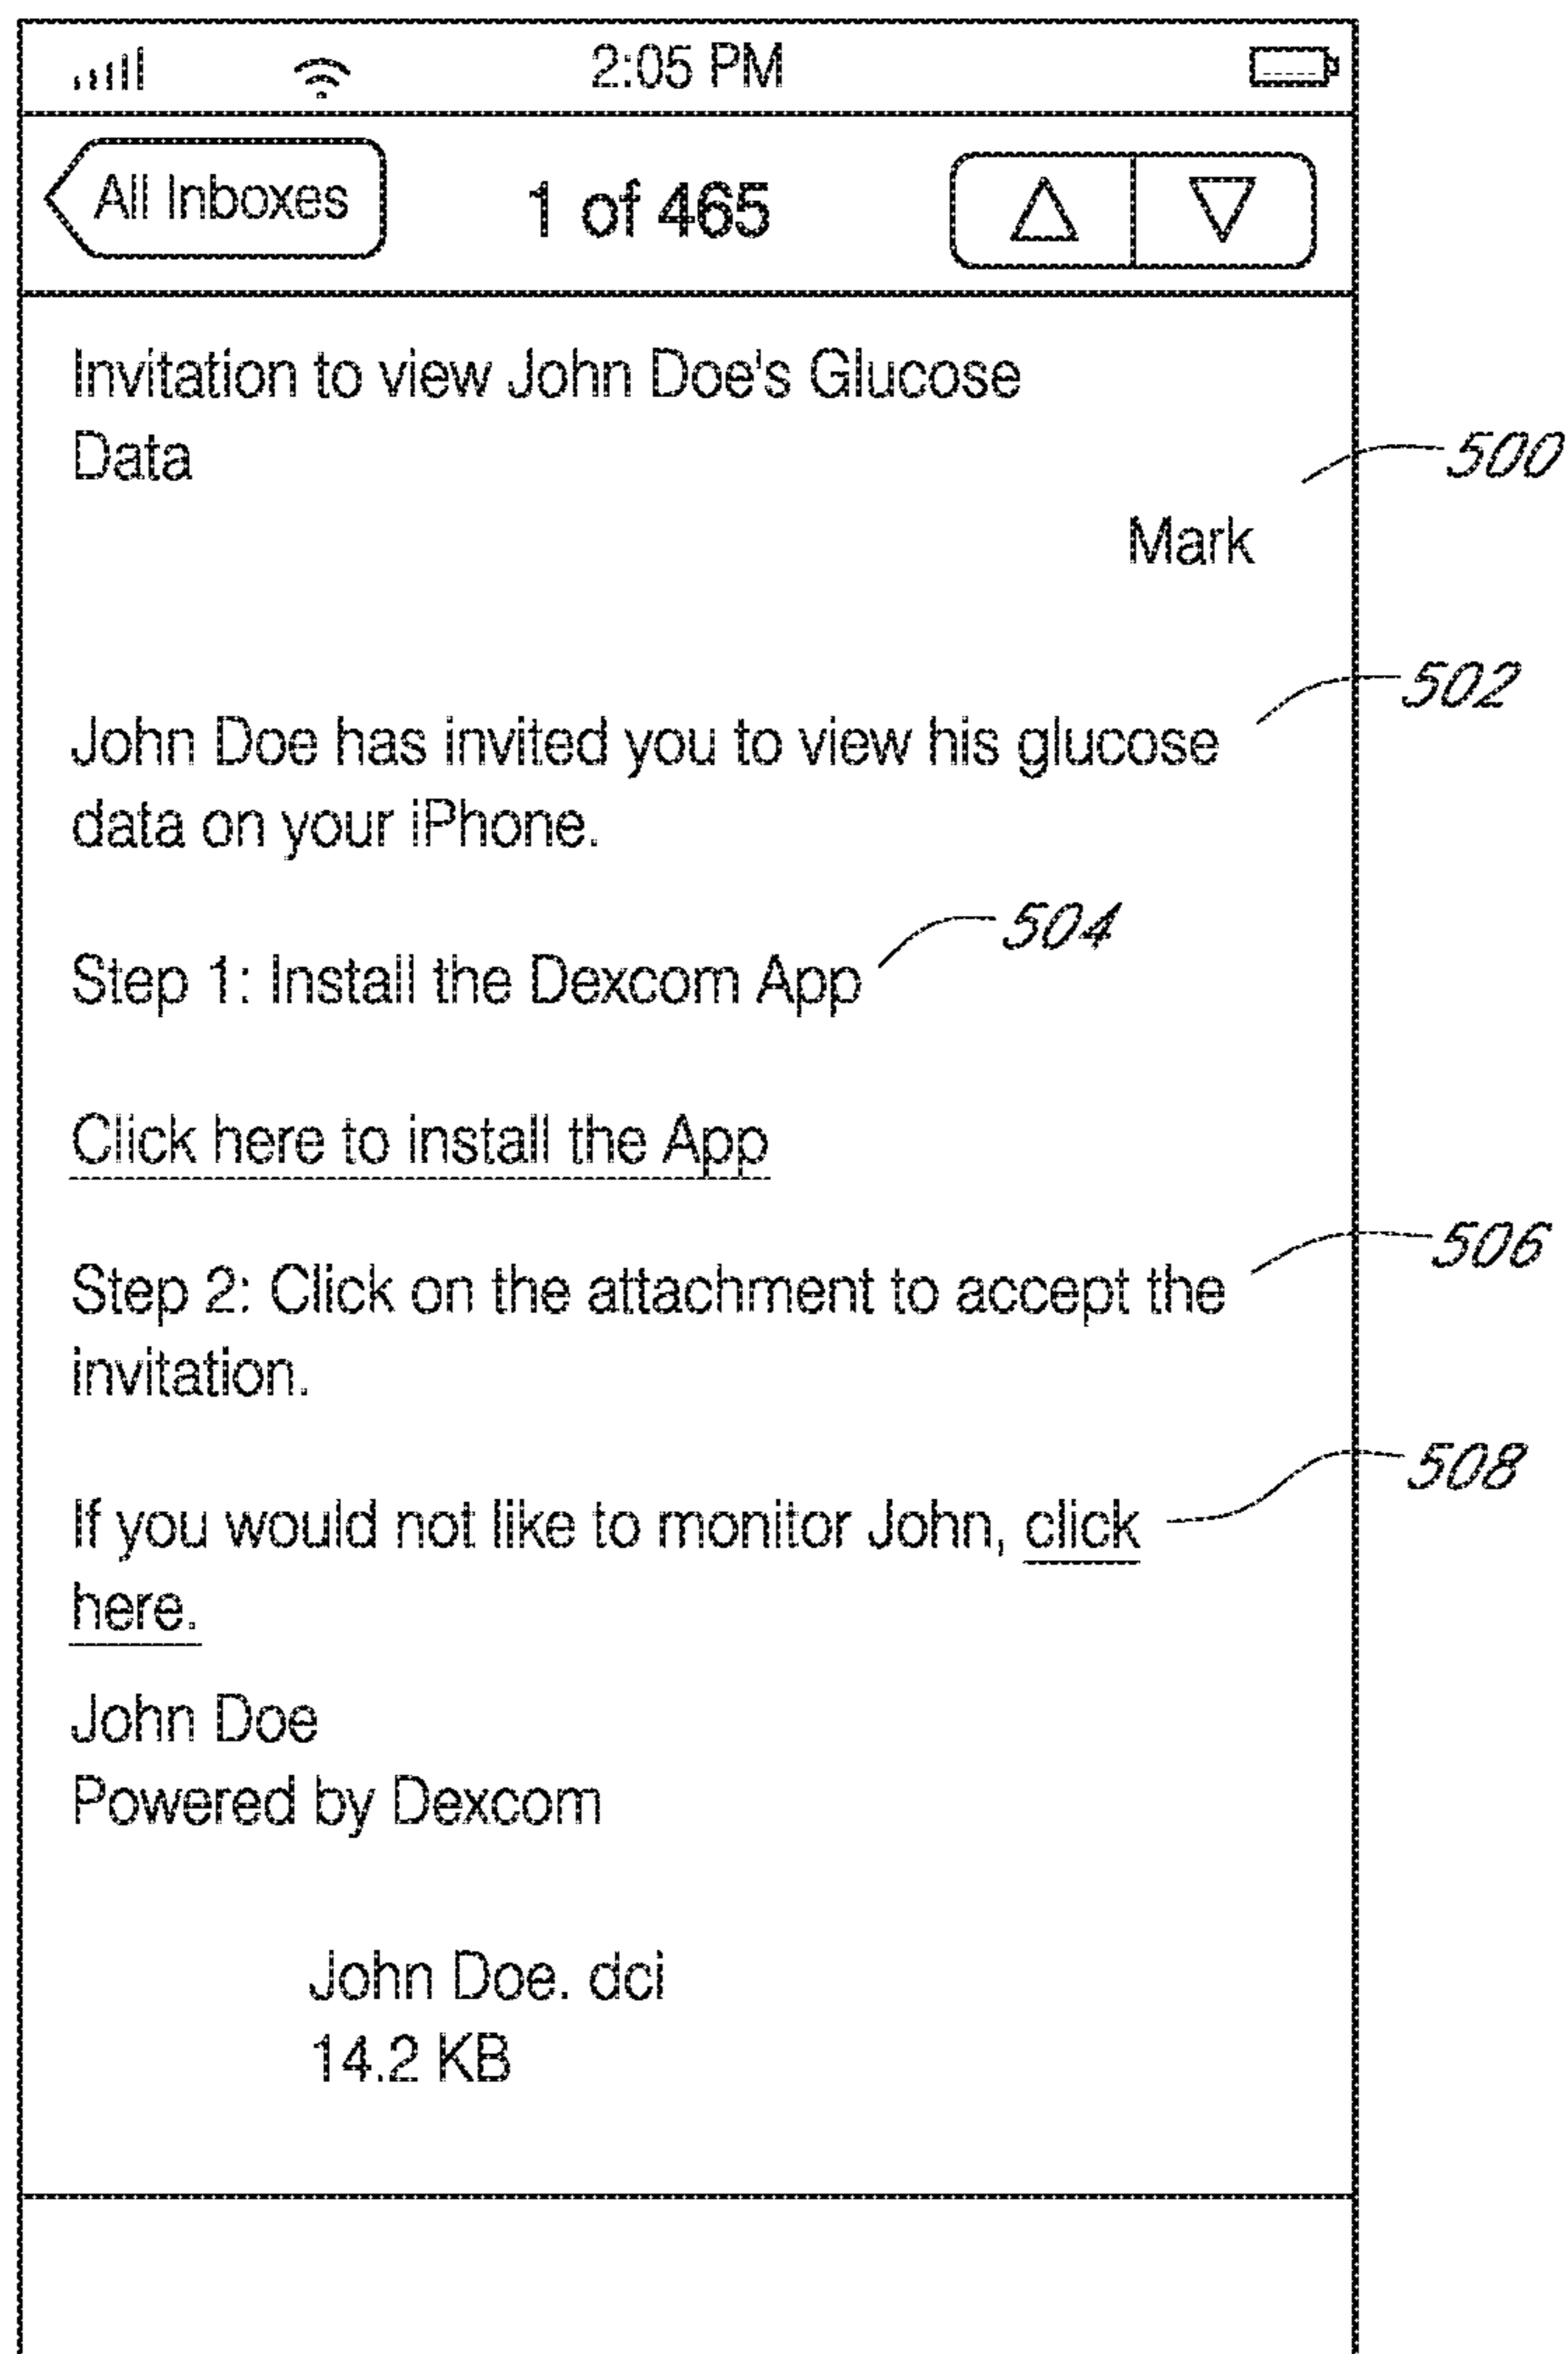 2:05 PM
All Inboxes 1 of 465
Invitation to view John Doe's Glucose
Data
500
Mark
502
John Doe has invited you to view his glucose
data on your iPhone.
504
Step 1: Install the Dexcom App
Click here to install the App
506
Step 2: Click on the attachment to accept the
invitation.
508
If you would not like to monitor John, click
here.
John Doe
Powered by Dexcom
John Doe. dci
14.2 KB